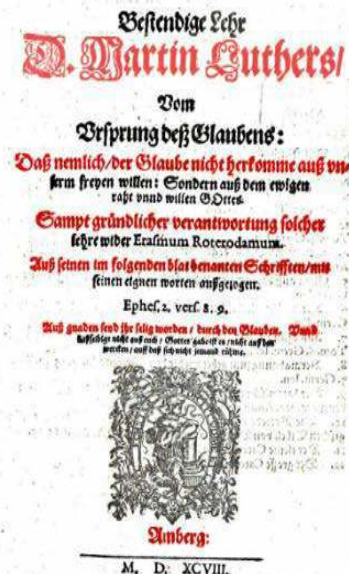 Bestendige Lehr
D. Martin Luthers/
Vom
Vrsprung deß Glaubens:
Daß nemlich/der Glaube nicht herkomme auß vn-
serm freyen willen: Sondern auß dem ewigen
raht vnnd willen GOttes.
Sampt gründlicher verantwortung solcher
lehre wider Erasmum Roterodamum.
Auß seinen im folgenden blat benanten Schrifften/mit
seinen eignen worten außgezogen.
Ephes. 2. vers. 8. 9.
Auß gnaden seyd ihr selig worden / durch den Glauben. Vnnd
dasselbige nicht auß euch / Gottes gabe ist es / nicht auß den
wercken / auff daß sich nicht jemand rühme.
Amberg:
M. D. XCVIII.